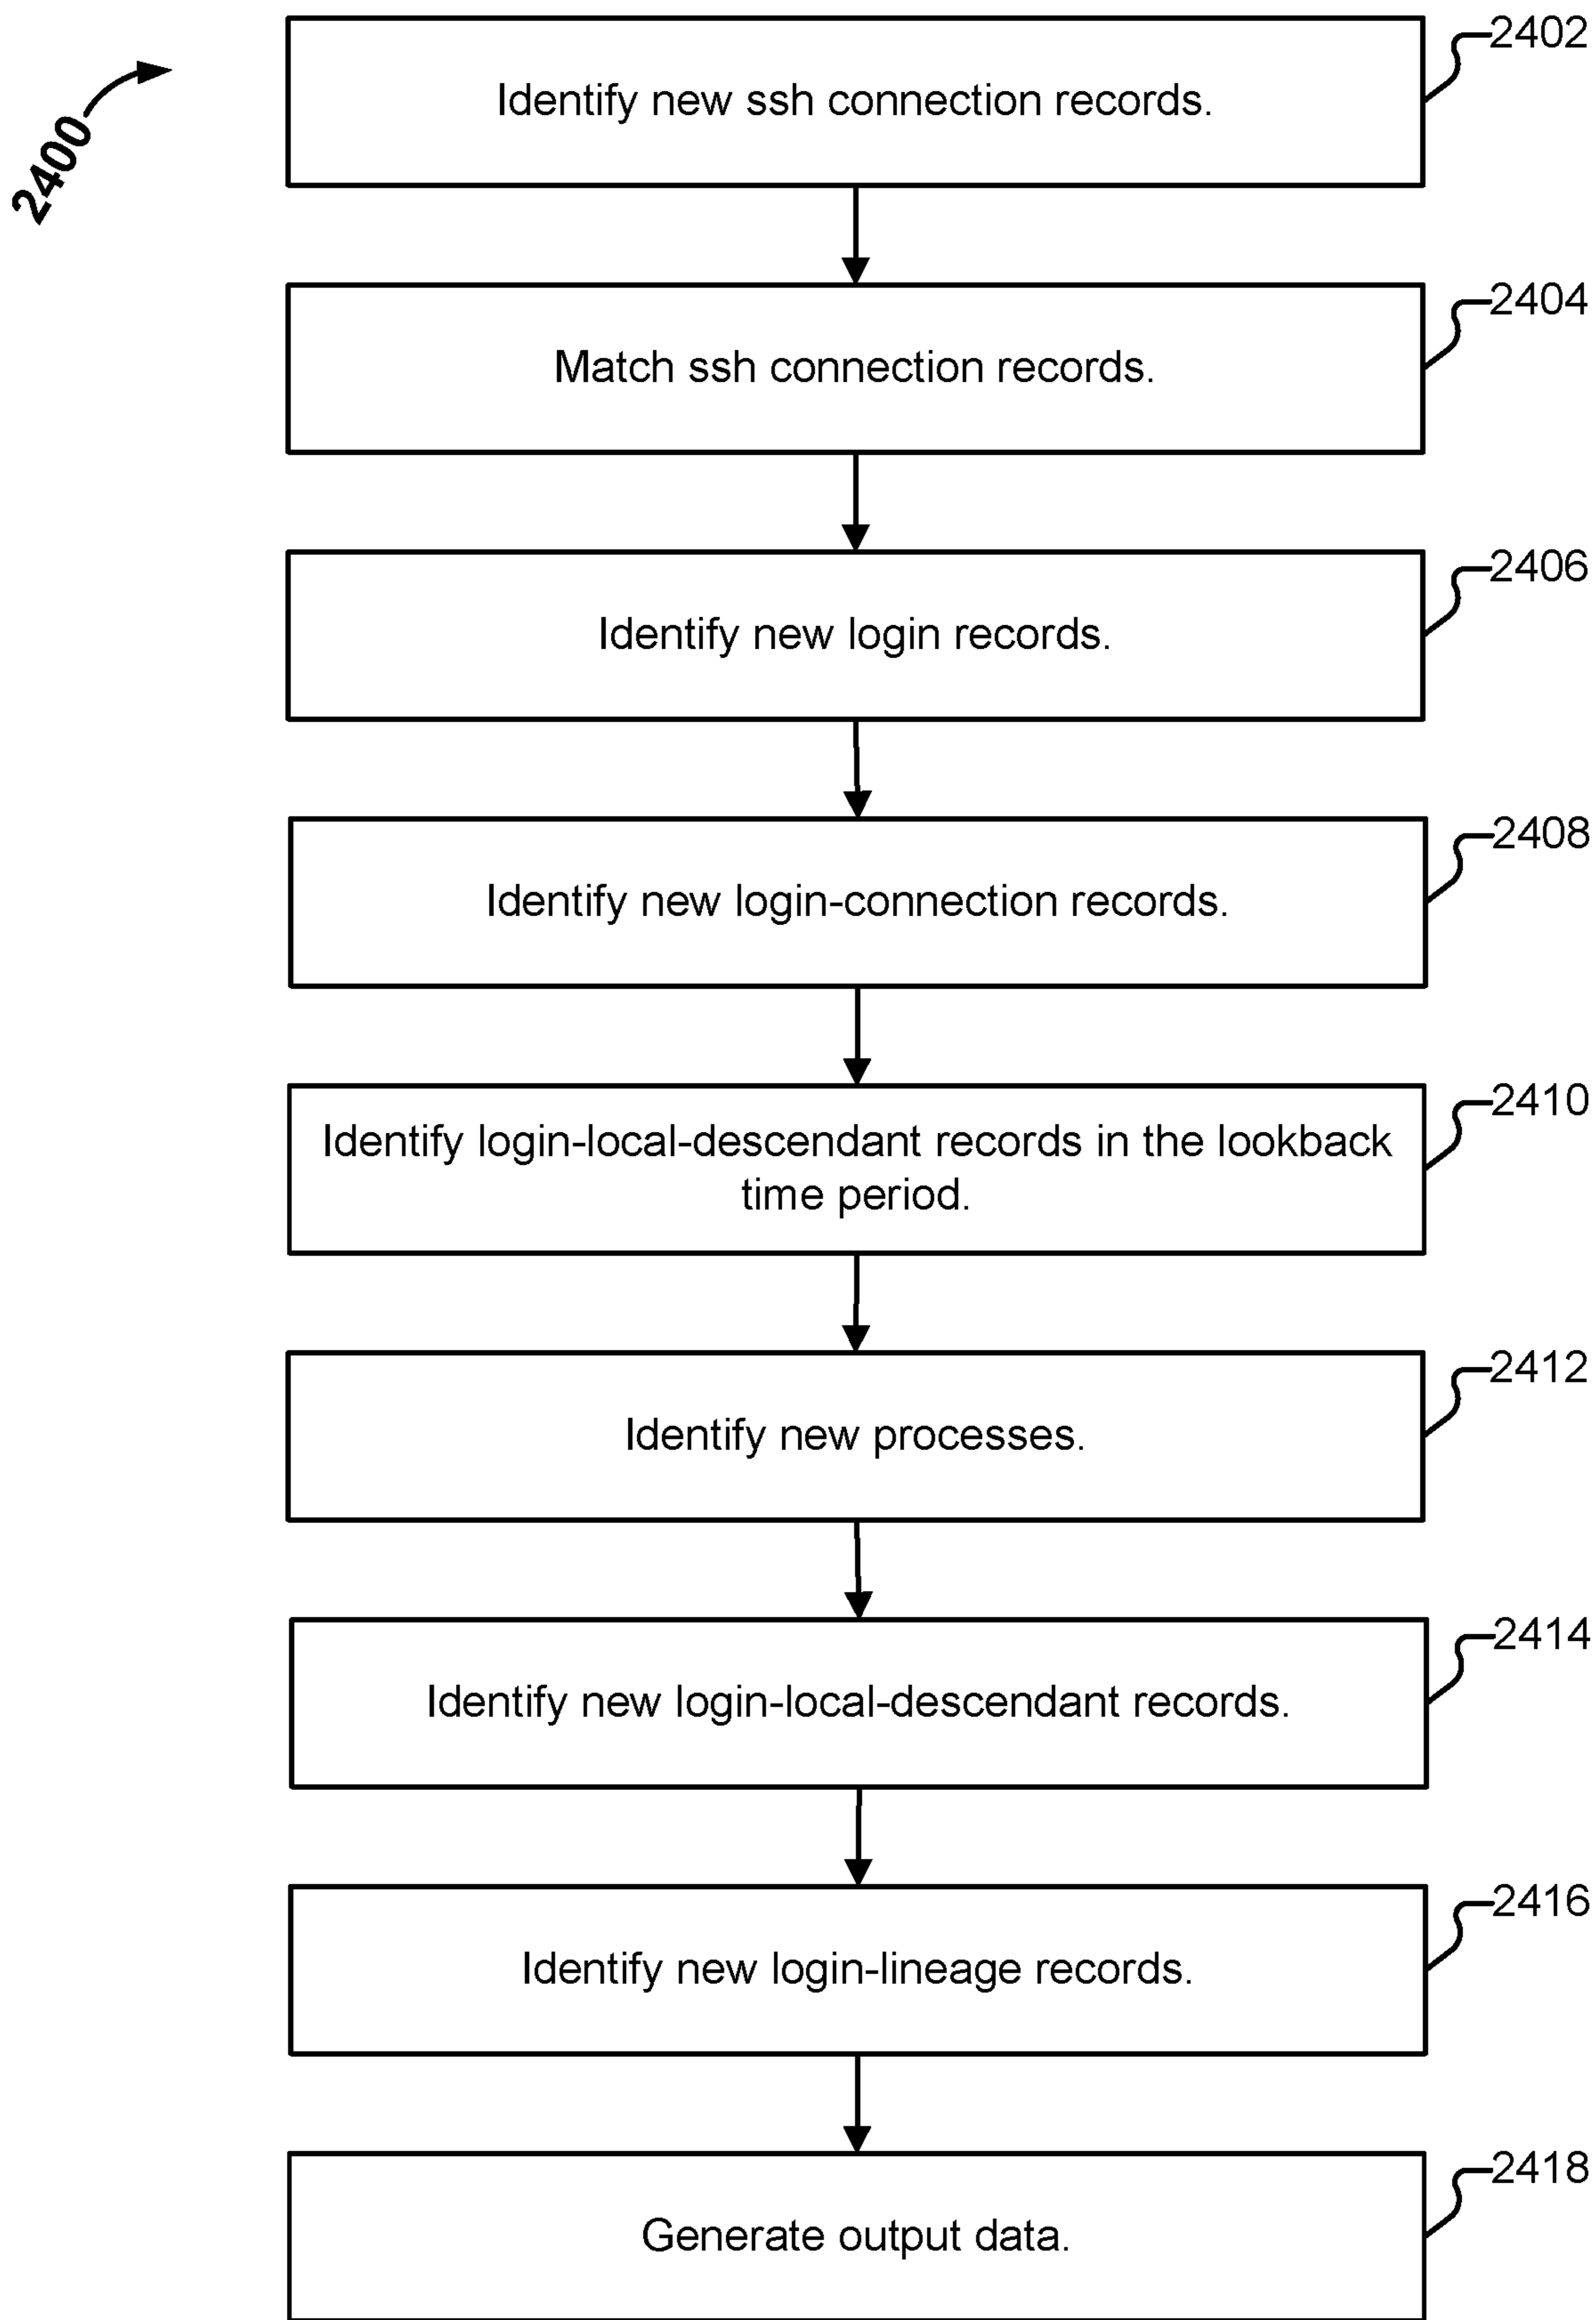 2400
2402
Identify new ssh connection records.
2404
Match ssh connection records.
2406
Identify new login records.
2408
Identify new login-connection records.
2410
Identify login-local-descendant records in the lookback
time period.
2412
Identify new processes.
2414
Identify new login-local-descendant records.
2416
Identify new login-lineage records.
2418
Generate output data.